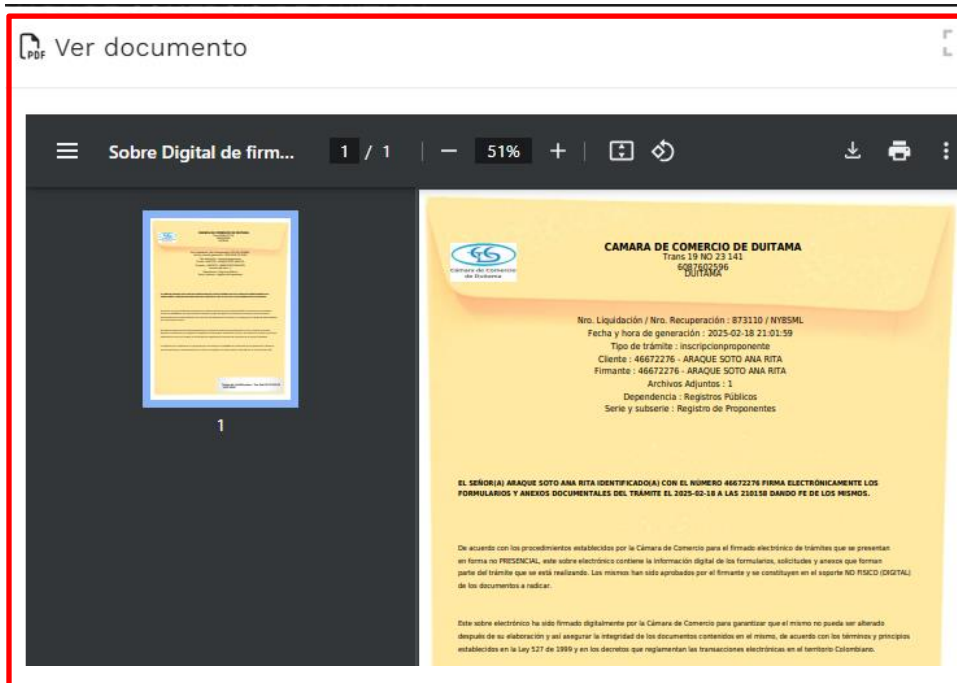 Ver documento
Sobre Digital de firm...
1 / 1
51%
1
Cámara de Comercio
de Duitama
CAMARA DE COMERCIO DE DUITAMA
Trans 19 NO 23 141
6087602596
DUITAMA
Nro. Liquidación / Nro. Recuperación : 873110 / NYBSML
Fecha y hora de generación : 2025-02-18 21:01:59
Tipo de trámite : inscripcionproponente
Cliente : 46672276 - ARAQUE SOTO ANA RITA
Firmante : 46672276 - ARAQUE SOTO ANA RITA
Archivos Adjuntos : 1
Dependencia : Registros Públicos
Serie y subserie : Registro de Proponentes
EL SEÑOR(A) ARAQUE SOTO ANA RITA IDENTIFICADO(A) CON EL NÚMERO 46672276 FIRMA ELECTRÓNICAMENTE LOS
FORMULARIOS Y ANEXOS DOCUMENTALES DEL TRÁMITE EL 2025-02-18 A LAS 210158 DANDO FE DE LOS MISMOS.
De acuerdo con los procedimientos establecidos por la Cámara de Comercio para el firmado electrónico de trámites que se presentan
en forma no PRESENCIAL, este sobre electrónico contiene la información digital de los formularios, solicitudes y anexos que forman
parte del trámite que se está realizando. Los mismos han sido aprobados por el firmante y se constituyen en el soporte NO FISICO (DIGITAL)
de los documentos a radicar.
Este sobre electrónico ha sido firmado digitalmente por la Cámara de Comercio para garantizar que el mismo no pueda ser alterado
después de su elaboración y así asegurar la integridad de los documentos contenidos en el mismo, de acuerdo con los términos y principios
establecidos en la Ley 527 de 1999 y en los decretos que reglamentan las transacciones electrónicas en el territorio Colombiano.